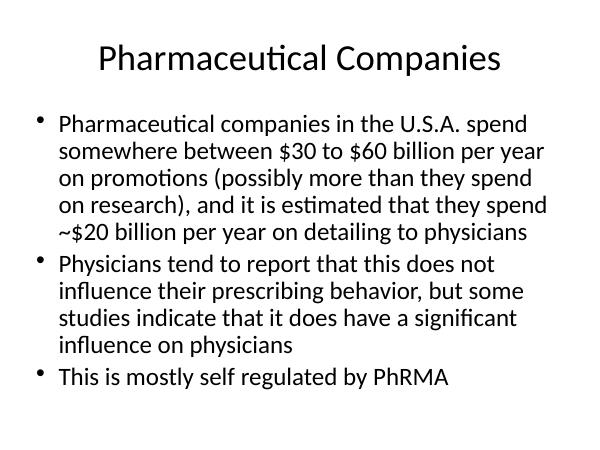 Pharmaceutical Companies
• Pharmaceutical companies in the U.S.A. spend
somewhere between $30 to $60 billion per year
on promotions (possibly more than they spend
on research), and it is estimated that they spend
~$20 billion per year on detailing to physicians
• Physicians tend to report that this does not
influence their prescribing behavior, but some
studies indicate that it does have a significant
influence on physicians
• This is mostly self regulated by PhRMA